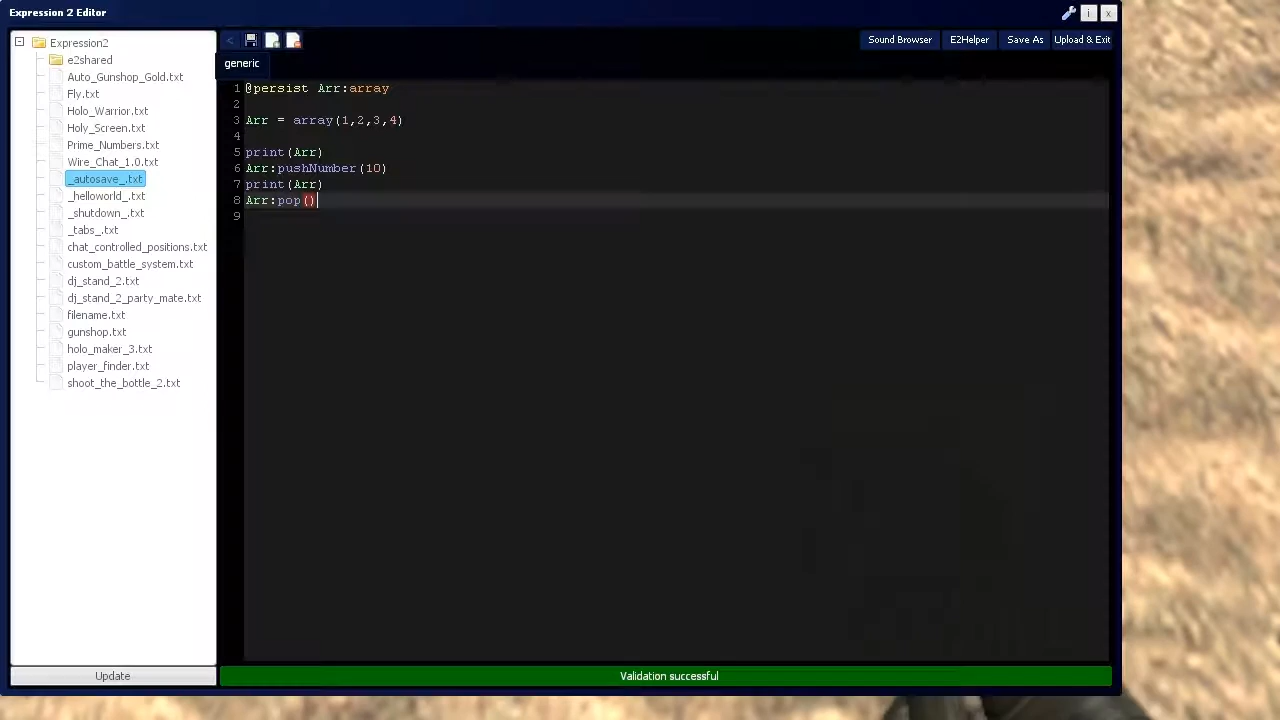 Expression 2 Editor
i
x
Expression2
e2shared
Auto_Gunshop_Gold.txt
Fly.txt
Holo_Warrior.txt
Holy_Screen.txt
Prime_Numbers.txt
Wire_Chat_1.0.txt
_autosave_.txt
_helloworld_.txt
_shutdown_.txt
_tabs_.txt
chat_controlled_positions.txt
custom_battle_system.txt
dj_stand_2.txt
dj_stand_2_party_mate.txt
filename.txt
gunshop.txt
holo_maker_3.txt
player_finder.txt
shoot_the_bottle_2.txt
Update
<
Sound Browser
E2Helper
Save As
Upload & Exit
generic
1 @persist Arr:array
2
3 Arr = array(1,2,3,4)
4
5 print(Arr)
6 Arr:pushNumber(10)
7 print(Arr)
8 Arr:pop()
9
Validation successful